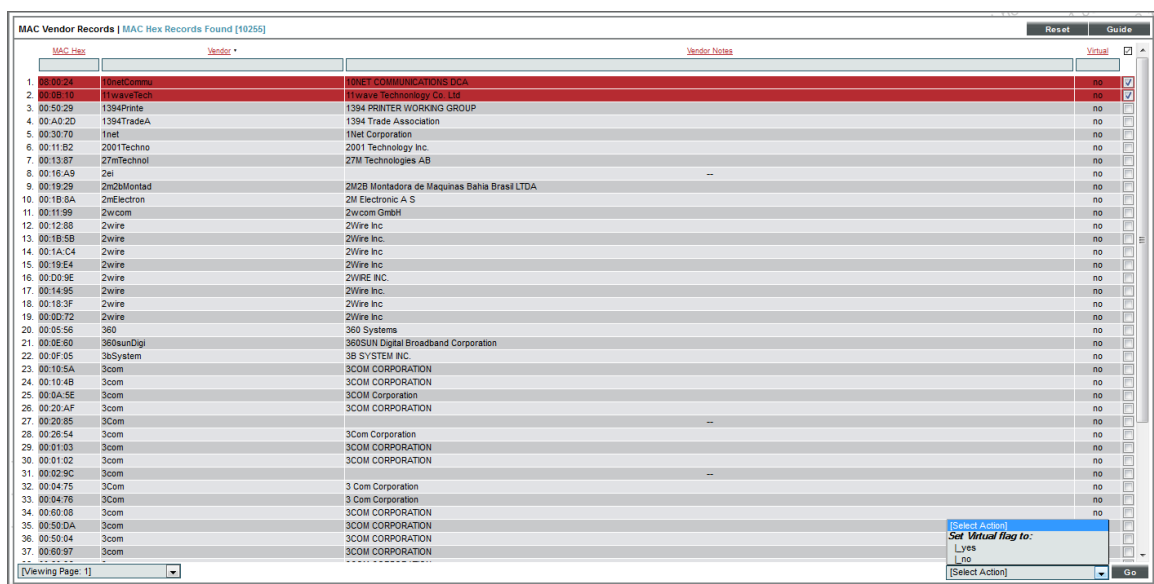 MAC Vendor Records | MAC Hex Records Found [10255] Reset Guide
MAC Hex Vendor • Vendor Notes Virtual
1. 08:00:24 10netCommu 10NET COMMUNICATIONS DCA no
2. 00:0B:10 11waveTech 11wave Technonlogy Co. Ltd no
3. 00:50:29 1394Printe 1394 PRINTER WORKING GROUP no
4. 00:A0:2D 1394TradeA 1394 Trade Association no
5. 00:30:70 1net 1Net Corporation no
6. 00:11:B2 2001Techno 2001 Technology Inc. no
7. 00:13:87 27mTechnol 27M Technologies AB no
8. 00:16:A9 2ei -- no
9. 00:19:29 2m2bMontad 2M2B Montadora de Maquinas Bahia Brasil LTDA no
10. 00:1B:8A 2mElectron 2M Electronic A S no
11. 00:11:99 2wcom 2wcom GmbH no
12. 00:12:88 2wire 2Wire Inc no
13. 00:1B:5B 2wire 2Wire Inc. no
14. 00:1A:C4 2wire 2Wire Inc no
15. 00:19:E4 2wire 2Wire Inc no
16. 00:D0:9E 2wire 2WIRE INC. no
17. 00:14:95 2wire 2Wire Inc. no
18. 00:18:3F 2wire 2Wire Inc no
19. 00:0D:72 2wire 2Wire Inc no
20. 00:05:56 360 360 Systems no
21. 00:0E:60 360sunDigi 360SUN Digital Broadband Corporation no
22. 00:0F:05 3bSystem 3B SYSTEM INC. no
23. 00:10:5A 3com 3COM CORPORATION no
24. 00:10:4B 3com 3COM CORPORATION no
25. 00:0A:5E 3com 3COM Corporation no
26. 00:20:AF 3com 3COM CORPORATION no
27. 00:20:85 3Com -- no
28. 00:26:54 3com 3Com Corporation no
29. 00:01:03 3com 3COM CORPORATION no
30. 00:01:02 3com 3COM CORPORATION no
31. 00:02:9C 3com -- no
32. 00:04:75 3Com 3 Com Corporation no
33. 00:04:76 3Com 3 Com Corporation no
34. 00:60:08 3com 3COM CORPORATION no
35. 00:50:DA 3com 3COM CORPORATION
36. 00:50:04 3com 3COM CORPORATION
37. 00:60:97 3com 3COM CORPORATION
[Select Action]
Set Virtual flag to:
|_yes
|_no
[Viewing Page: 1] [Select Action] Go